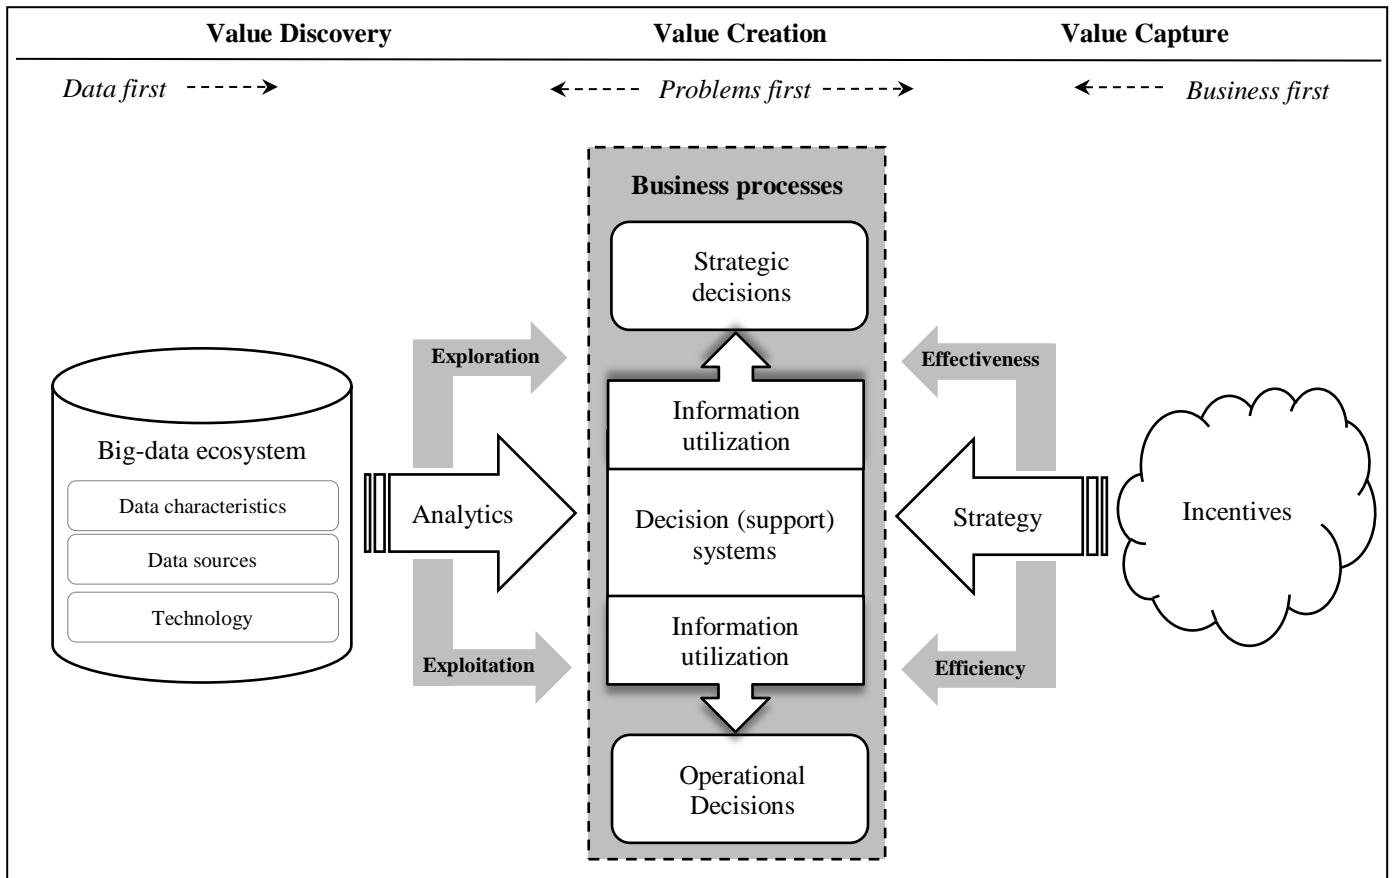 Value Discovery
Value Creation
Value Capture
Data first
Problems first
Business first
Business processes
Strategic
decisions
Exploration
Effectiveness
Information
utilization
Big-data ecosystem
Data characteristics
Data sources
Technology
Analytics
Decision (support)
systems
Strategy
Incentives
Information
utilization
Exploitation
Efficiency
Operational
Decisions